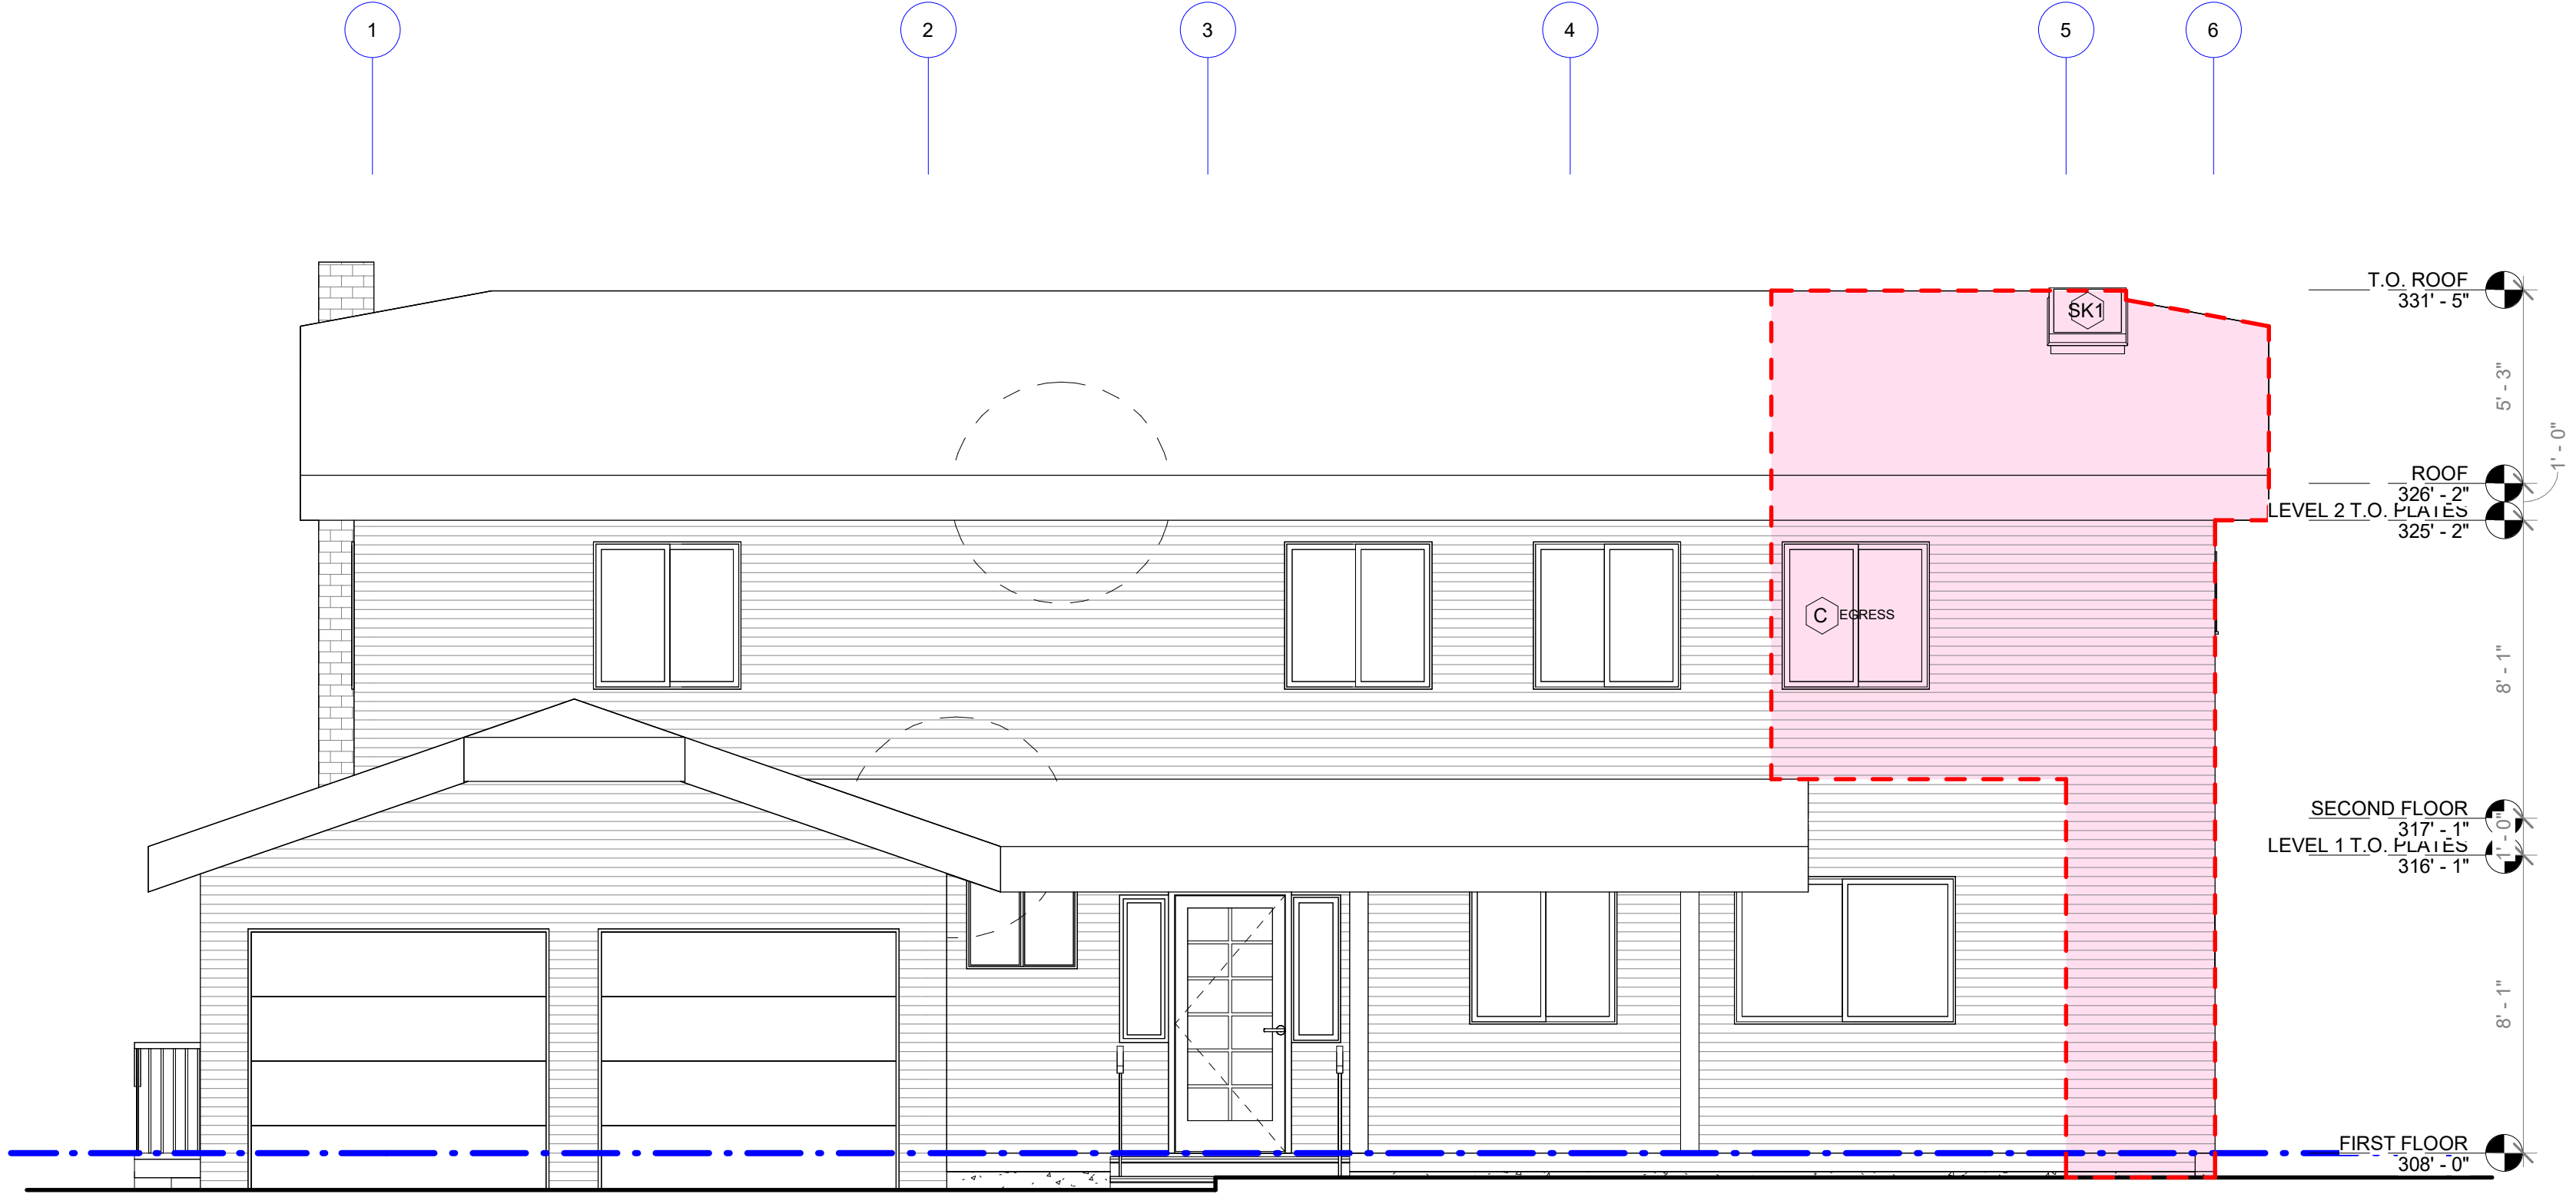 1
2
3
4
5
6
T.O. ROOF
331' - 5"
SK1
5' - 3"
1' - 0"
ROOF
326' - 2"
LEVEL 2 T.O. PLATES
325' - 2"
C EGRESS
8' - 1"
SECOND FLOOR
317' - 1"
1' - 0"
LEVEL 1 T.O. PLATES
316' - 1"
8' - 1"
FIRST FLOOR
308' - 0"